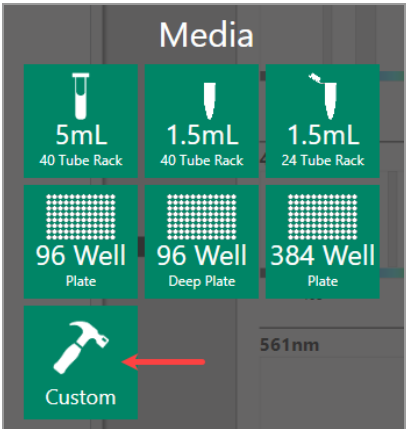 Media
5mL
40 Tube Rack
1.5mL
40 Tube Rack
1.5mL
24 Tube Rack
96 Well
Plate
96 Well
Deep Plate
384 Well
Plate
561nm
Custom